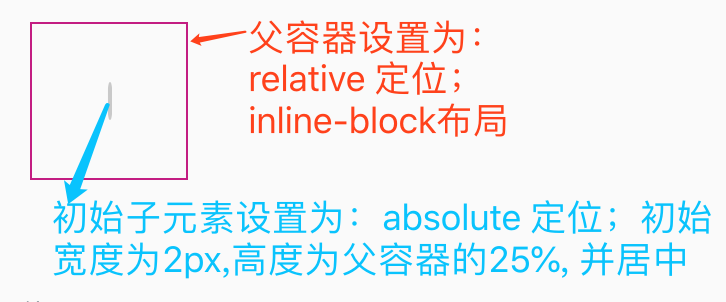 父容器设置为：
relative 定位；
inline-block布局
初始子元素设置为：absolute 定位；初始
宽度为2px,高度为父容器的25%, 并居中